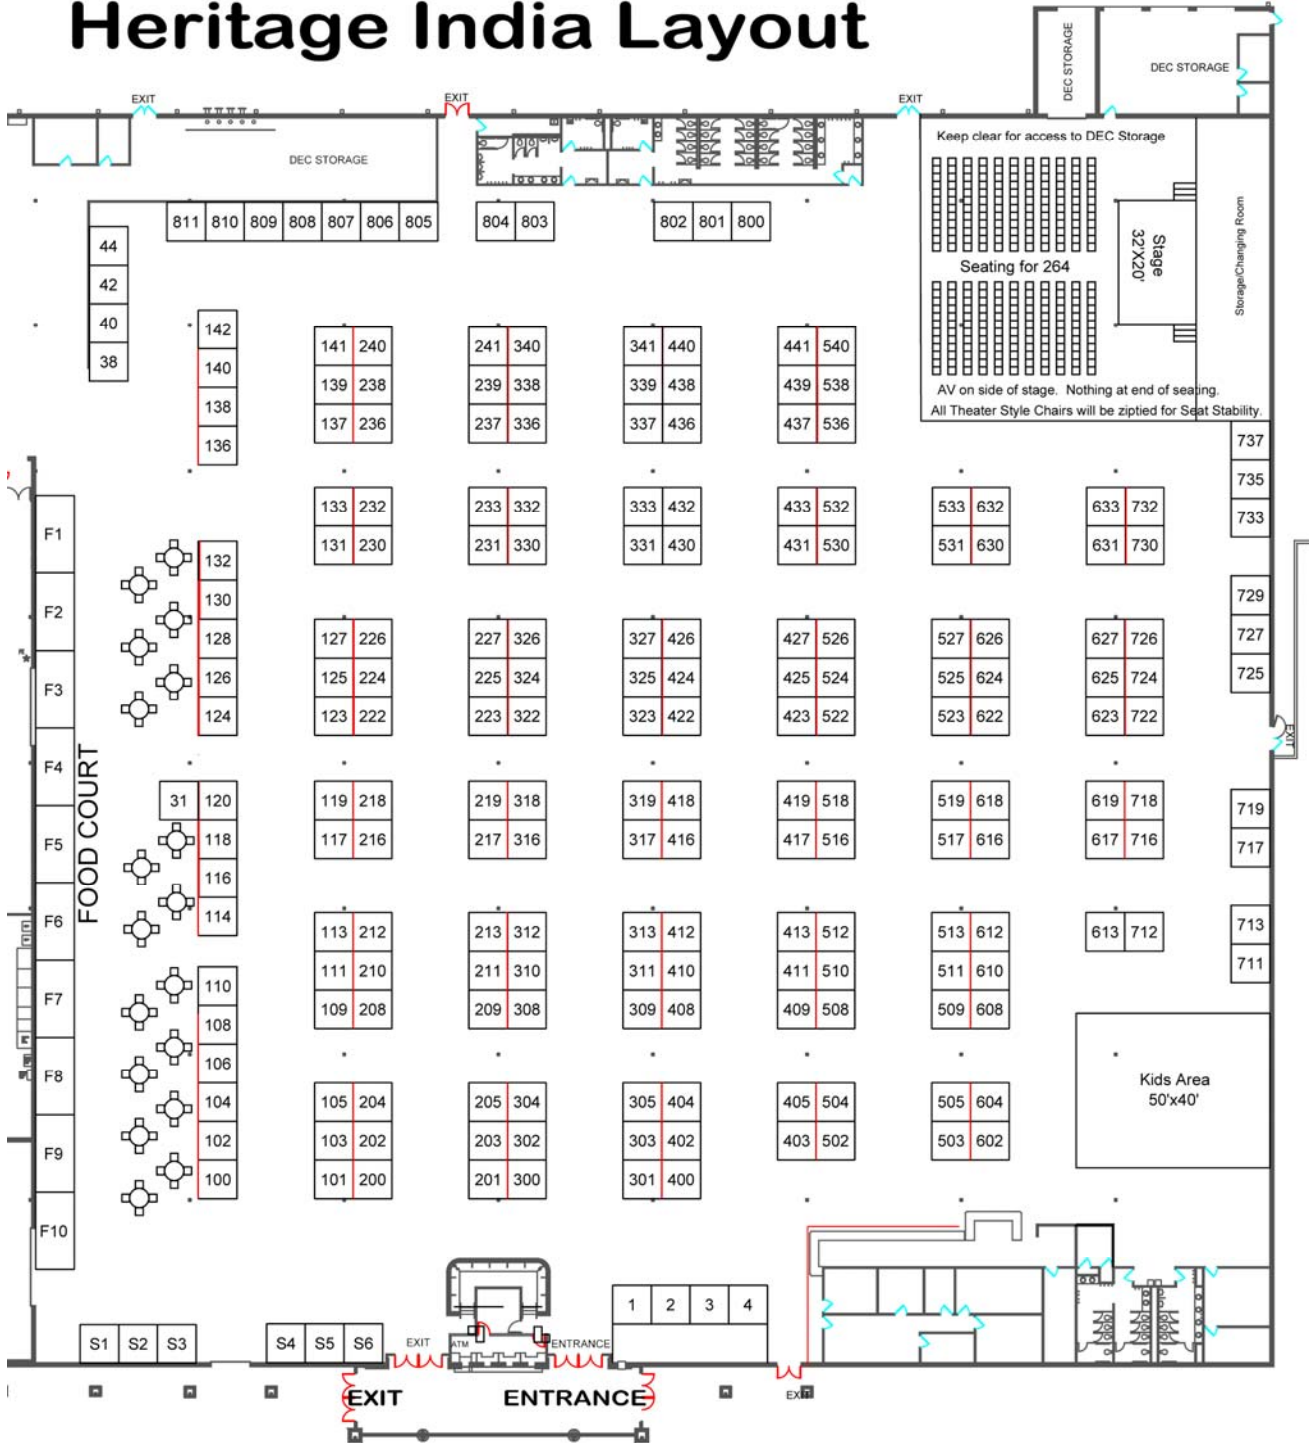 Heritage India Layout
DEC STORAGE
DEC STORAGE
EXIT
EXIT
EXIT
DEC STORAGE
Keep clear for access to DEC Storage
811 810 809 808 807 806 805
804 803
802 801 800
44
42
40
38
Seating for 264
Stage
32'X20'
Storage/Changing Room
AV on side of stage. Nothing at end of seating.
All Theater Style Chairs will be ziptied for Seat Stability.
142
140
138
136
141 240 241 340 341 440 441 540
139 238 239 338 339 438 439 538
137 236 237 336 337 436 437 536
737
735
733
133 232 233 332 333 432 433 532 533 632 633 732
131 230 231 330 331 430 431 530 531 630 631 730
F1
F2
F3
F4
F5
F6
F7
F8
F9
F10
FOOD COURT
132
130
128
126
124
729
727
725
127 226 227 326 327 426 427 526 527 626 627 726
125 224 225 324 325 424 425 524 525 624 625 724
123 222 223 322 323 422 423 522 523 622 623 722
EXIT
31 120
118
116
114
119 218 219 318 319 418 419 518 519 618 619 718
117 216 217 316 317 416 417 516 517 616 617 716
719
717
113 212 213 312 313 412 413 512 513 612 613 712
111 210 211 310 311 410 411 510 511 610
109 208 209 308 309 408 409 508 509 608
713
711
110
108
106
104
102
100
Kids Area
50'x40'
105 204 205 304 305 404 405 504 505 604
103 202 203 302 303 402 403 502 503 602
101 200 201 300 301 400
1 2 3 4
S1 S2 S3
S4 S5 S6
EXIT
ATM
ENTRANCE
EXIT
ENTRANCE
EXIT